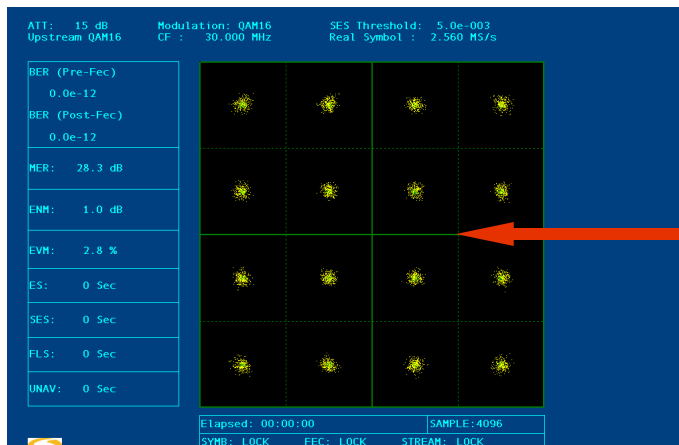 ATT: 15 dB Modulation: QAM16 SES Threshold: 5.0e-003
Upstream QAM16 CF : 30.000 MHz Real Symbol : 2.560 MS/s
BER (Pre-Fec)
0.0e-12
BER (Post-Fec)
0.0e-12
MER: 28.3 dB
ENM: 1.0 dB
EVM: 2.8 %
ES: 0 Sec
SES: 0 Sec
FLS: 0 Sec
UNAV: 0 Sec
Elapsed: 00:00:00 SAMPLE:4096
SYMB: LOCK FEC: LOCK STREAM: LOCK